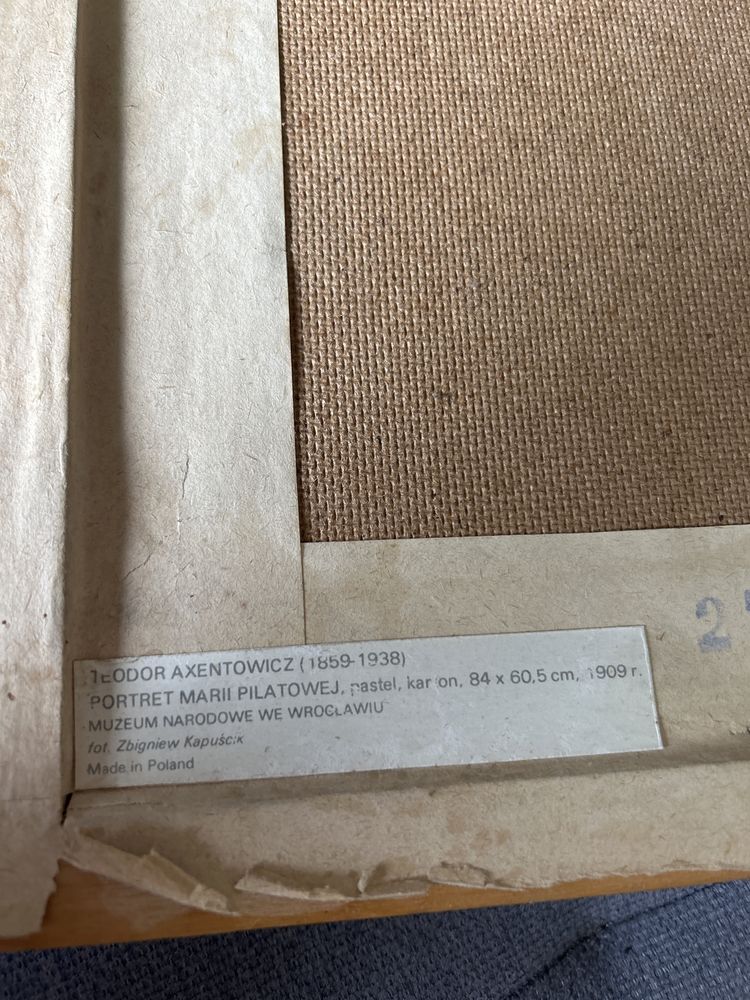 TEODOR AXENTOWICZ (1859-1938)
PORTRET MARII PILATOWEJ, pastel, karton, 84 x 60,5 cm, 1909 r.
MUZEUM NARODOWE WE WROCŁAWIU
fot. Zbigniew Kapuścik
Made in Poland
2